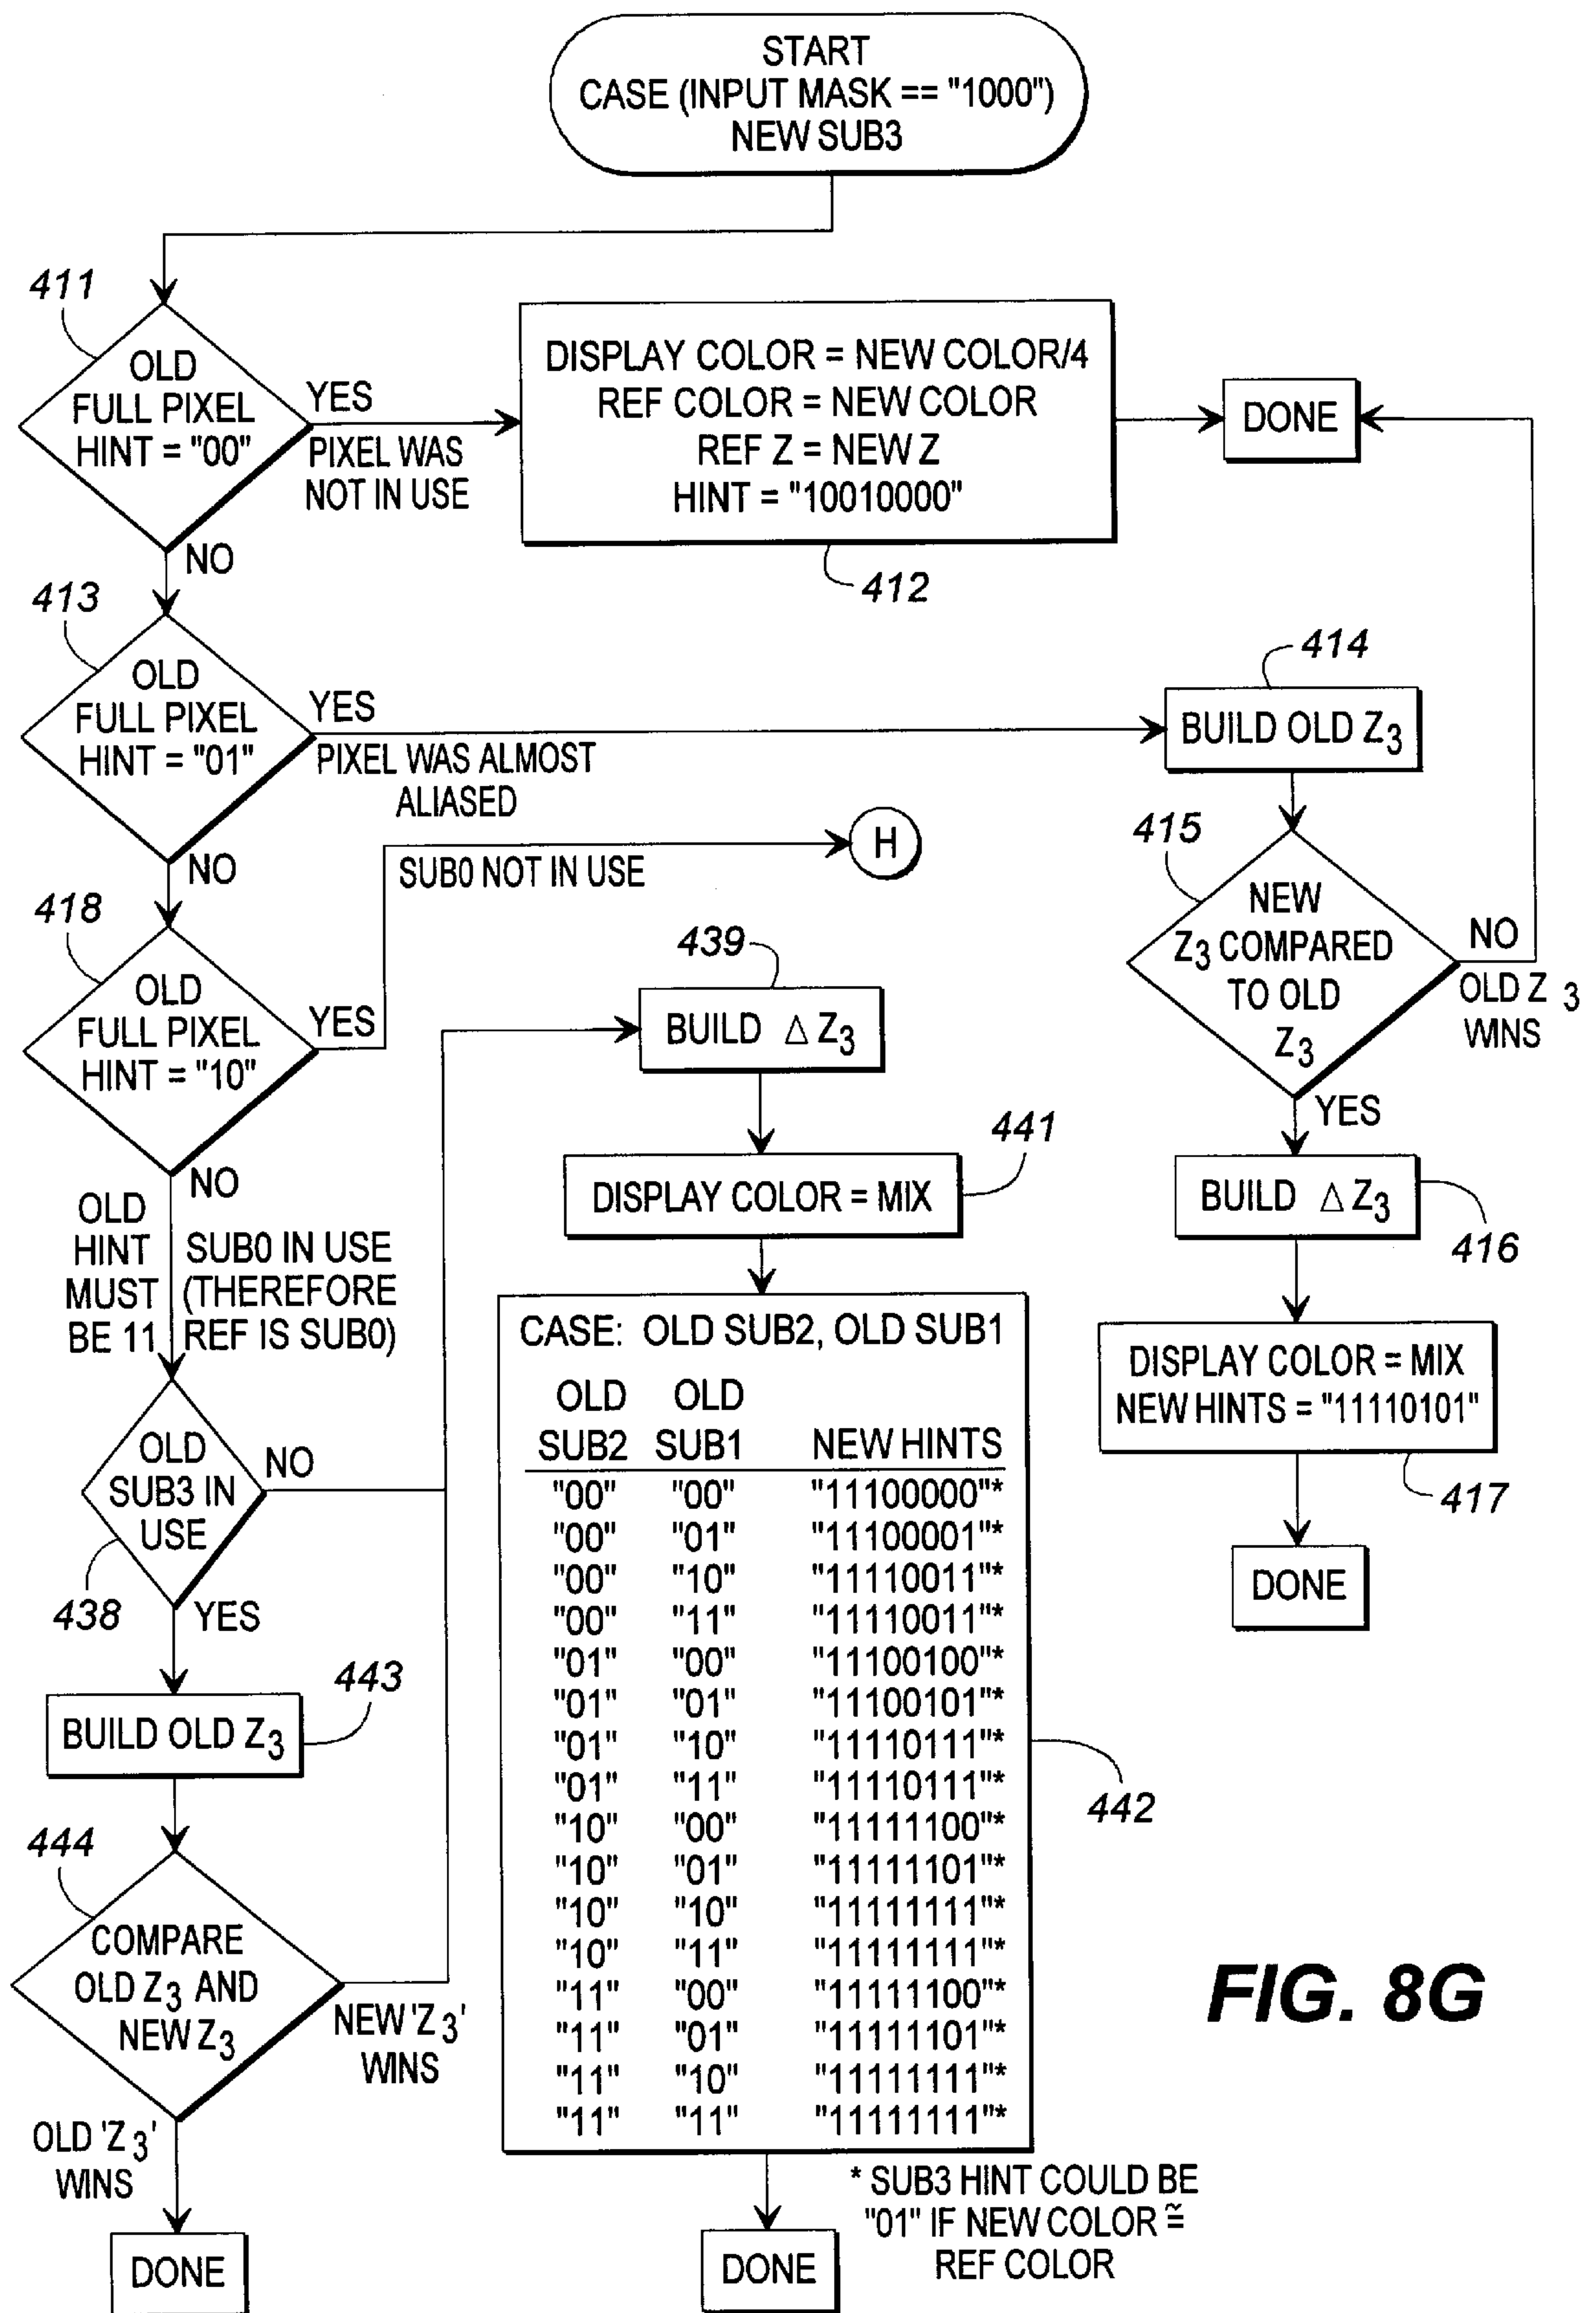 START
CASE (INPUT MASK == "1000")
NEW SUB3
411
OLD
FULL PIXEL
HINT = "00"
YES
PIXEL WAS
NOT IN USE
NO
DISPLAY COLOR = NEW COLOR/4
REF COLOR = NEW COLOR
REF Z = NEW Z
HINT = "10010000"
412
DONE
413
OLD
FULL PIXEL
HINT = "01"
YES
PIXEL WAS ALMOST
ALIASED
NO
414
BUILD OLD Z3
415
NEW
Z3 COMPARED
TO OLD
Z3
NO
OLD Z 3
WINS
YES
BUILD Δ Z3
416
DISPLAY COLOR = MIX
NEW HINTS = "11110101"
417
DONE
418
OLD
FULL PIXEL
HINT = "10"
YES
SUB0 NOT IN USE
H
NO
OLD
HINT
MUST
BE 11
SUB0 IN USE
(THEREFORE
REF IS SUB0)
OLD
SUB3 IN
USE
NO
438
YES
439
BUILD Δ Z3
441
DISPLAY COLOR = MIX
CASE: OLD SUB2, OLD SUB1
OLD OLD
SUB2 SUB1 NEW HINTS
"00" "00" "11100000"*
"00" "01" "11100001"*
"00" "10" "11110011"*
"00" "11" "11110011"*
"01" "00" "11100100"*
"01" "01" "11100101"*
"01" "10" "11110111"*
"01" "11" "11110111"*
"10" "00" "11111100"*
"10" "01" "11111101"*
"10" "10" "11111111"*
"10" "11" "11111111"*
"11" "00" "11111100"*
"11" "01" "11111101"*
"11" "10" "11111111"*
"11" "11" "11111111"*
442
* SUB3 HINT COULD BE
"01" IF NEW COLOR ≅
REF COLOR
DONE
443
BUILD OLD Z3
444
COMPARE
OLD Z3 AND
NEW Z3
NEW 'Z 3'
WINS
OLD 'Z 3'
WINS
DONE
FIG. 8G